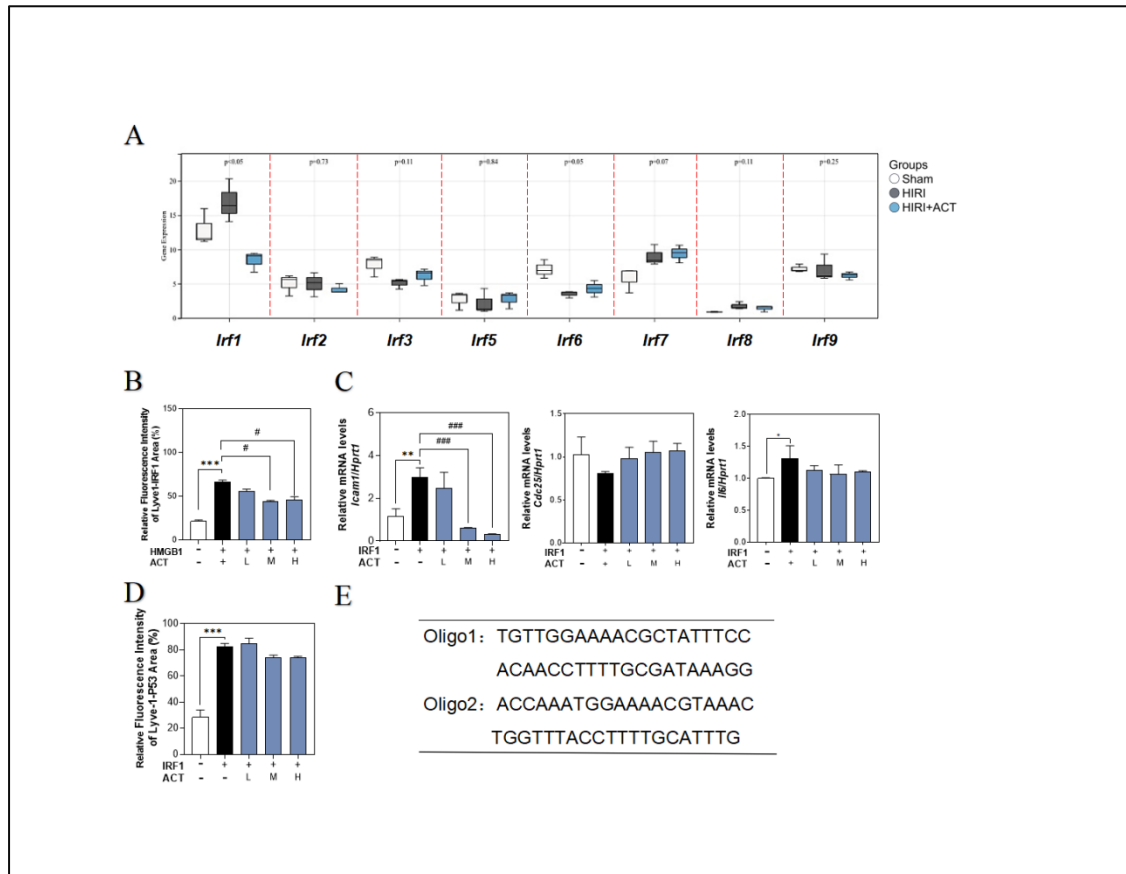 A
p<0.05 p=0.73 p=0.11 p=0.84 p=0.05 p=0.07 p=0.11 p=0.25
Groups
Sham
HIRI
HIRI+ACT
Gene Expression
20
15
10
5
0
Irf1 Irf2 Irf3 Irf5 Irf6 Irf7 Irf8 Irf9
B
Relative Fluorescence Intensity
of Lyve1-IRF1 Area (%)
150
100
50
0
***
#
#
HMGB1 - + + + +
ACT - + L M H
C
Relative mRNA levels
Icam1/Hprt1
6
4
2
0
**
###
###
IRF1 - + + + +
ACT - - L M H
Relative mRNA levels
Cdc25/Hprt1
1.5
1.0
0.5
0.0
IRF1 - + + + +
ACT - + L M H
Relative mRNA levels
Il6/Hprt1
2.0
1.5
1.0
0.5
0.0
*
IRF1 - + + + +
ACT - + L M H
D
Relative Fluorescence Intensity
of Lyve-1-P53 Area (%)
100
80
60
40
20
0
***
IRF1 - + + + +
ACT - - L M H
E
Oligo1: TGTTGGAAAACGCTATTTCC
ACAACCTTTTGCGATAAAGG
Oligo2: ACCAAATGGAAAACGTAAAC
TGGTTTACCTTTTGCATTTG